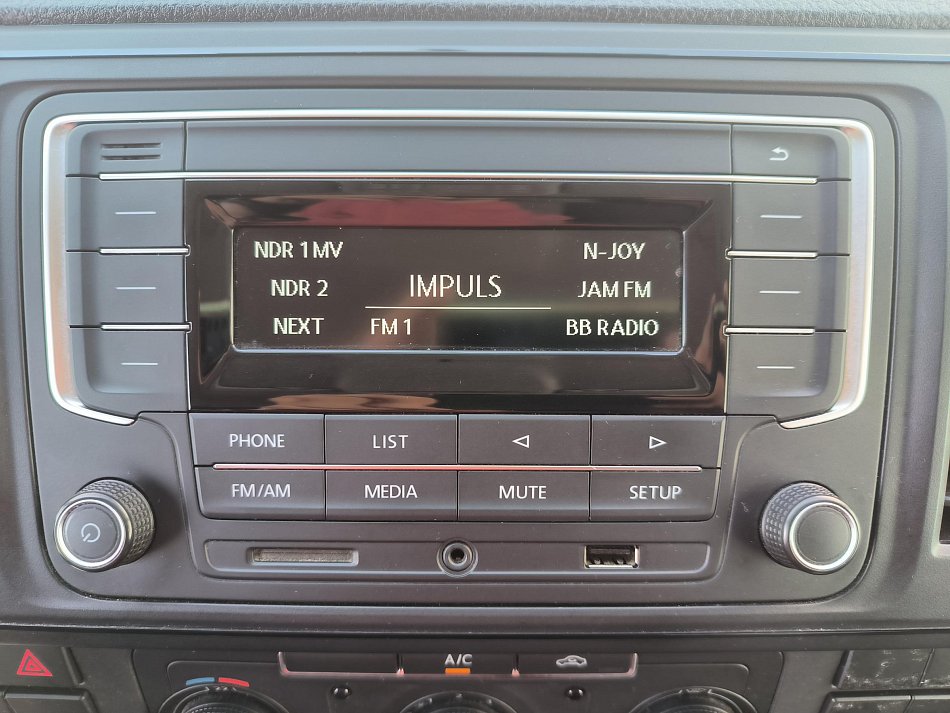 NDR 1 MV
N-JOY
NDR 2
IMPULS
JAM FM
NEXT
FM 1
BB RADIO
PHONE
LIST
FM/AM
MEDIA
MUTE
SETUP
A/C